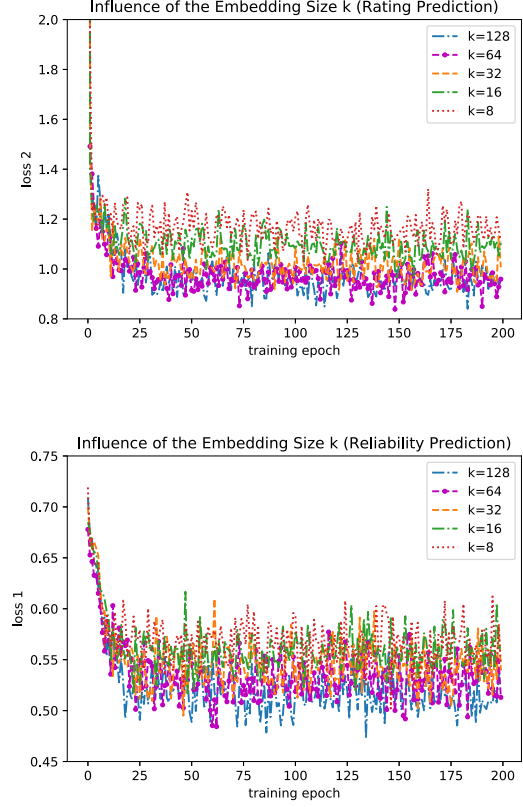 Influence of the Embedding Size k (Rating Prediction)
2.0
1.8
1.6
1.4
1.2
1.0
0.8
loss 2
k=128
k=64
k=32
k=16
k=8
0 25 50 75 100 125 150 175 200
training epoch
Influence of the Embedding Size k (Reliability Prediction)
0.75
0.70
0.65
0.60
0.55
0.50
0.45
loss 1
k=128
k=64
k=32
k=16
k=8
0 25 50 75 100 125 150 175 200
training epoch